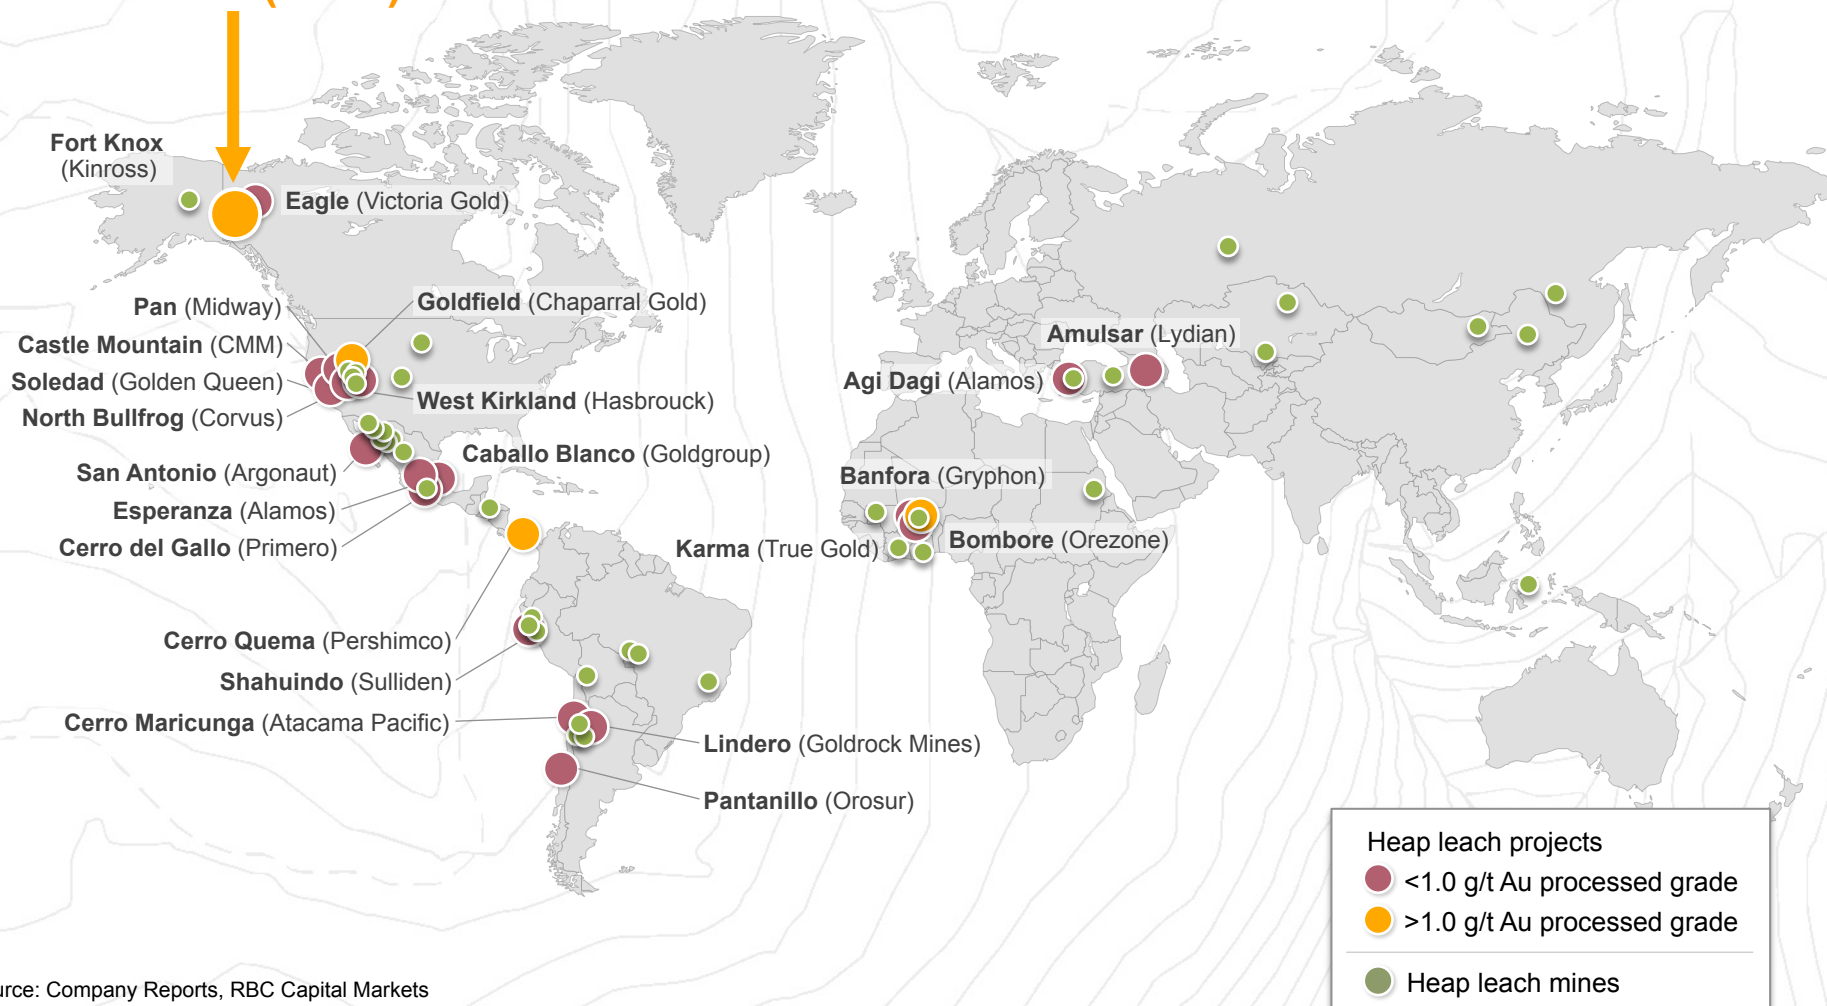 Fort Knox
(Kinross)
Eagle (Victoria Gold)
Pan (Midway)
Goldfield (Chaparral Gold)
Castle Mountain (CMM)
Soledad (Golden Queen)
North Bullfrog (Corvus)
West Kirkland (Hasbrouck)
San Antonio (Argonaut)
Caballo Blanco (Goldgroup)
Esperanza (Alamos)
Cerro del Gallo (Primero)
Cerro Quema (Pershimco)
Shahuindo (Sulliden)
Cerro Maricunga (Atacama Pacific)
Lindero (Goldrock Mines)
Pantanillo (Orosur)
Amulsar (Lydian)
Agi Dagi (Alamos)
Banfora (Gryphon)
Karma (True Gold)
Bombore (Orezone)
Heap leach projects
<1.0 g/t Au processed grade
>1.0 g/t Au processed grade
Heap leach mines
Company Reports, RBC Capital Markets